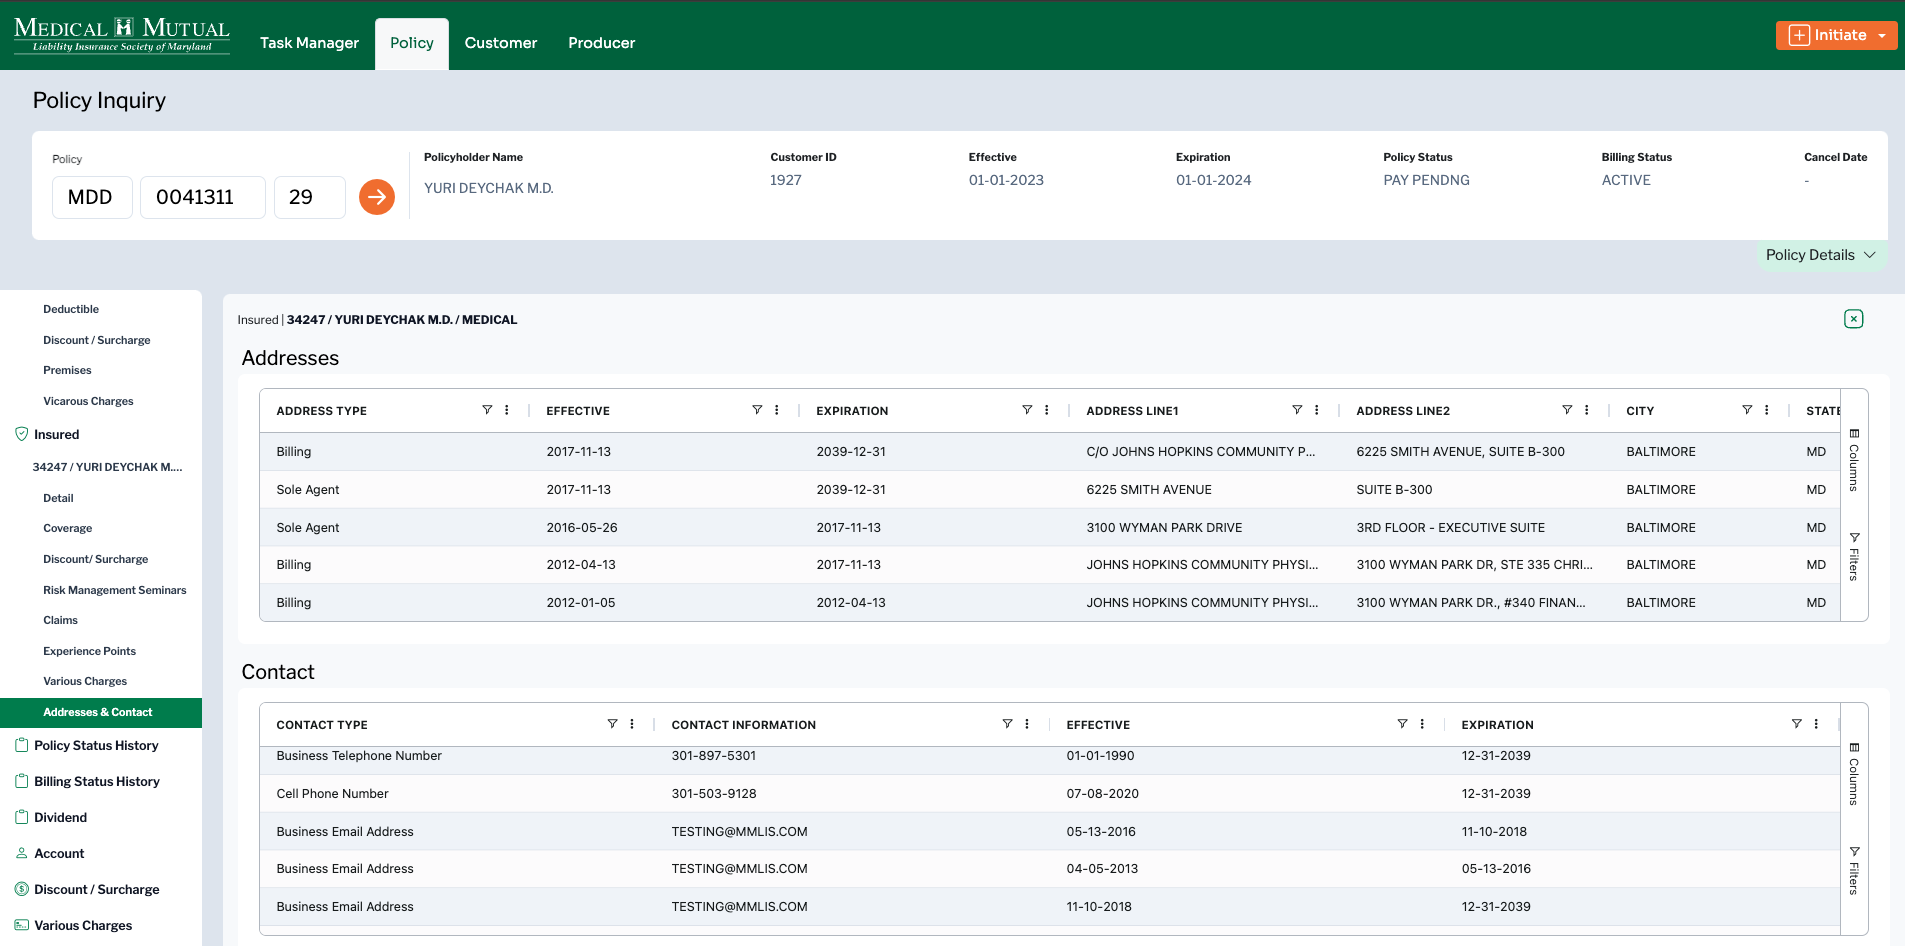 MEDICAL MUTUAL
Liability Insurance Society of Maryland
Task Manager
Policy
Customer
Producer
Initiate
Policy Inquiry
Policy
MDD
0041311
29
Policyholder Name
YURI DEYCHAK M.D.
Customer ID
1927
Effective
01-01-2023
Expiration
01-01-2024
Policy Status
PAY PENDNG
Billing Status
ACTIVE
Cancel Date
-
Policy Details
Deductible
Discount / Surcharge
Premises
Vicarous Charges
Insured
34247 / YURI DEYCHAK M....
Detail
Coverage
Discount/ Surcharge
Risk Management Seminars
Claims
Experience Points
Various Charges
Addresses & Contact
Policy Status History
Billing Status History
Dividend
Account
Discount / Surcharge
Various Charges
Insured | 34247 / YURI DEYCHAK M.D. / MEDICAL
Addresses
ADDRESS TYPE EFFECTIVE EXPIRATION ADDRESS LINE1 ADDRESS LINE2 CITY STATE
Billing 2017-11-13 2039-12-31 C/O JOHNS HOPKINS COMMUNITY P... 6225 SMITH AVENUE, SUITE B-300 BALTIMORE MD
Sole Agent 2017-11-13 2039-12-31 6225 SMITH AVENUE SUITE B-300 BALTIMORE MD
Sole Agent 2016-05-26 2017-11-13 3100 WYMAN PARK DRIVE 3RD FLOOR - EXECUTIVE SUITE BALTIMORE MD
Billing 2012-04-13 2017-11-13 JOHNS HOPKINS COMMUNITY PHYSI... 3100 WYMAN PARK DR, STE 335 CHRI... BALTIMORE MD
Billing 2012-01-05 2012-04-13 JOHNS HOPKINS COMMUNITY PHYSI... 3100 WYMAN PARK DR., #340 FINAN... BALTIMORE MD
Columns
Filters
Contact
CONTACT TYPE CONTACT INFORMATION EFFECTIVE EXPIRATION
Business Telephone Number 301-897-5301 01-01-1990 12-31-2039
Cell Phone Number 301-503-9128 07-08-2020 12-31-2039
Business Email Address TESTING@MMLIS.COM 05-13-2016 11-10-2018
Business Email Address TESTING@MMLIS.COM 04-05-2013 05-13-2016
Business Email Address TESTING@MMLIS.COM 11-10-2018 12-31-2039
Columns
Filters